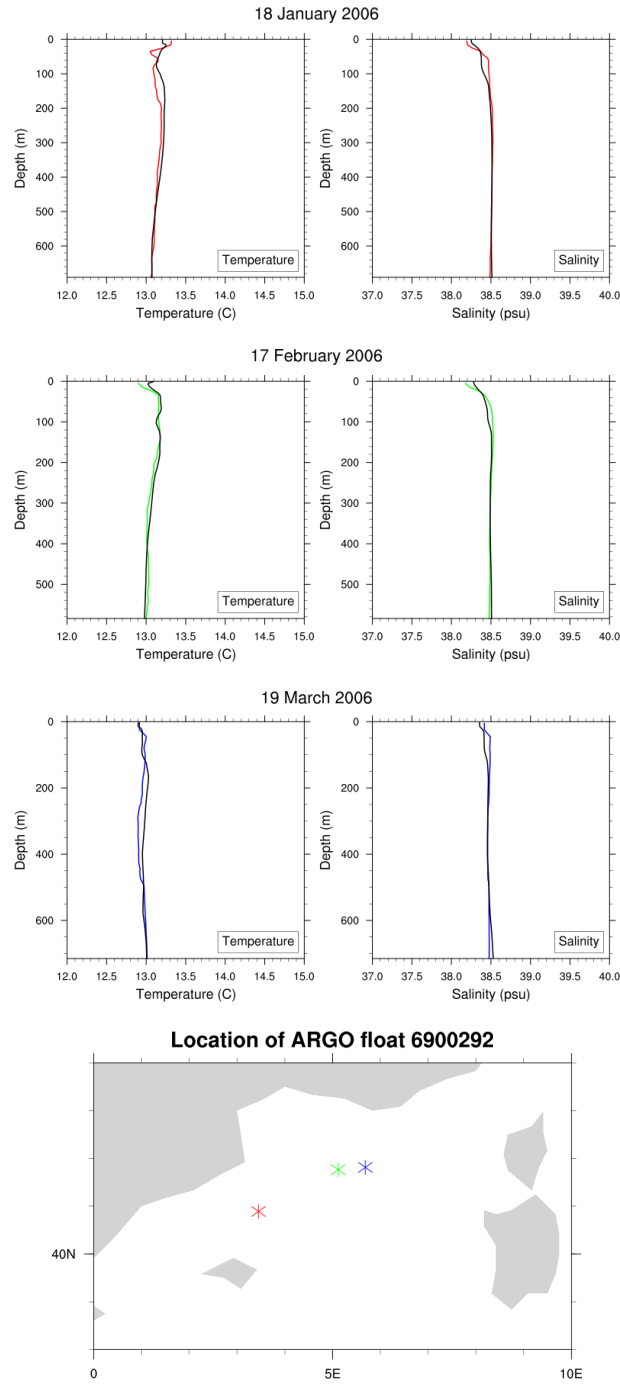 18 January 2006
0
100
200
300
400
500
600
Depth (m)
Temperature
12.0 12.5 13.0 13.5 14.0 14.5 15.0
Temperature (C)
0
100
200
300
400
500
600
Depth (m)
Salinity
37.0 37.5 38.0 38.5 39.0 39.5 40.0
Salinity (psu)
17 February 2006
0
100
200
300
400
500
Depth (m)
Temperature
12.0 12.5 13.0 13.5 14.0 14.5 15.0
Temperature (C)
0
100
200
300
400
500
Depth (m)
Salinity
37.0 37.5 38.0 38.5 39.0 39.5 40.0
Salinity (psu)
19 March 2006
0
200
400
600
Depth (m)
Temperature
12.0 12.5 13.0 13.5 14.0 14.5 15.0
Temperature (C)
0
200
400
600
Depth (m)
Salinity
37.0 37.5 38.0 38.5 39.0 39.5 40.0
Salinity (psu)
Location of ARGO float 6900292
40N
0 5E 10E